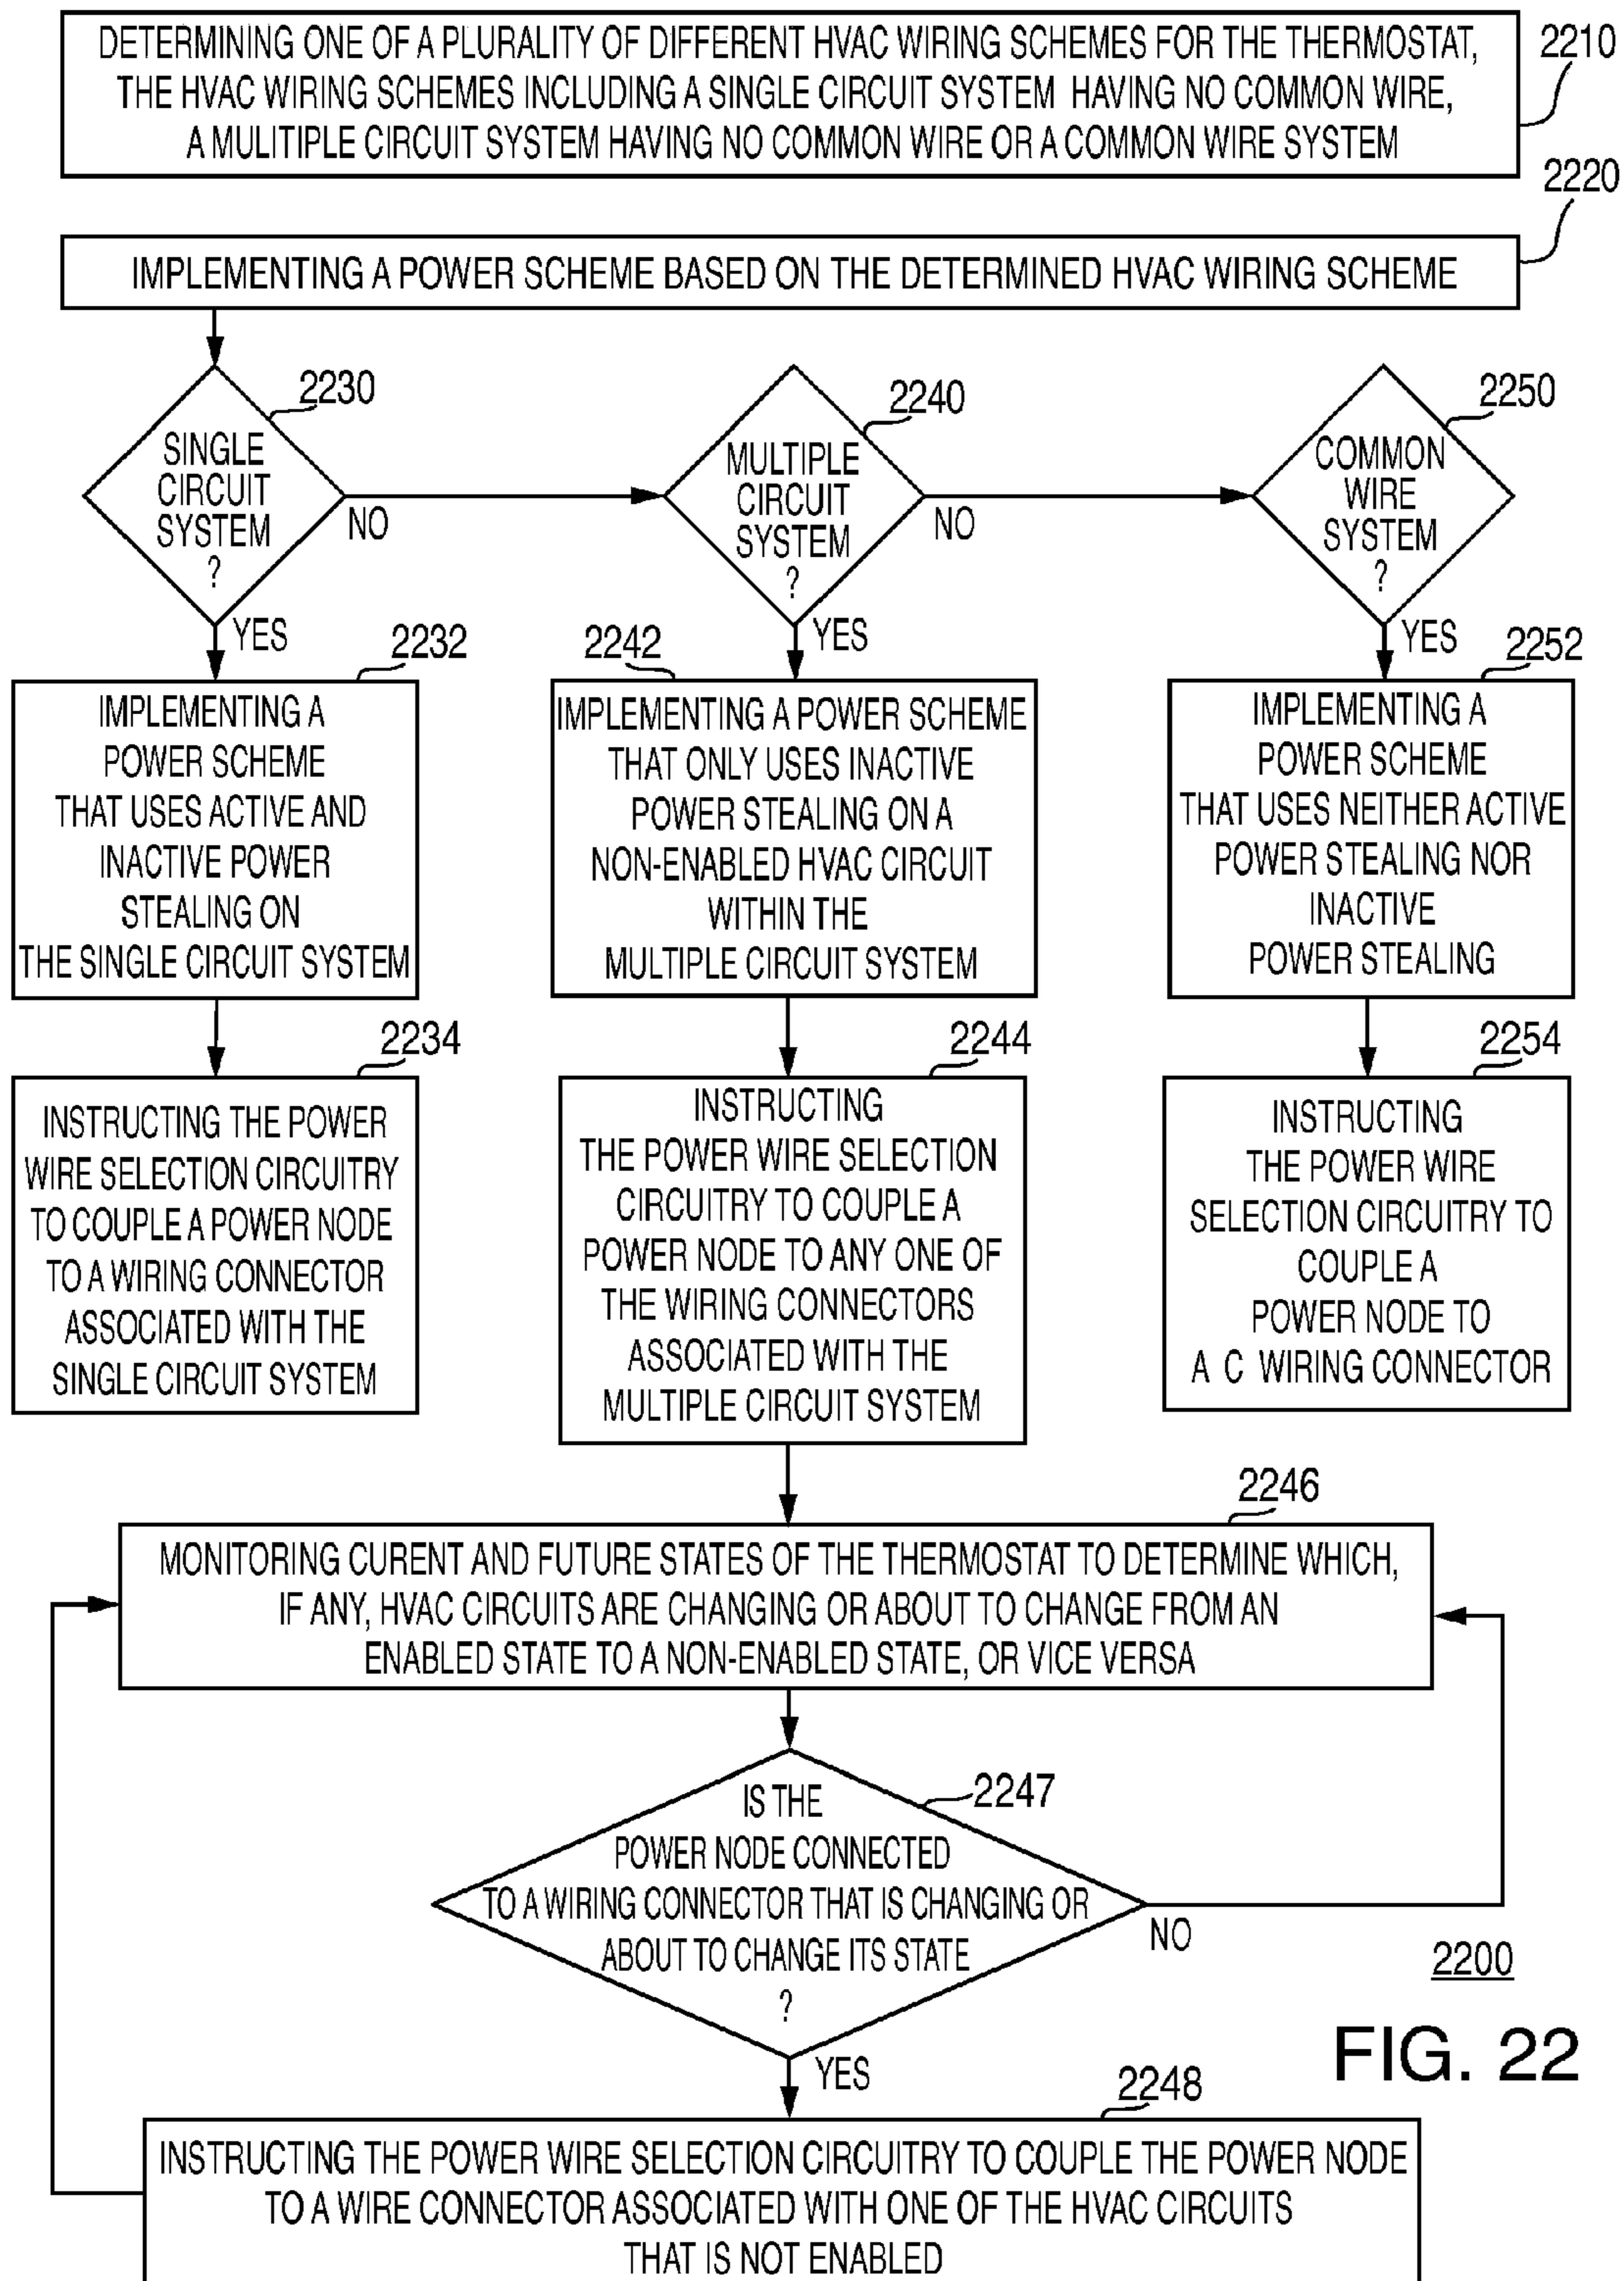 DETERMINING ONE OF A PLURALITY OF DIFFERENT HVAC WIRING SCHEMES FOR THE THERMOSTAT,
THE HVAC WIRING SCHEMES INCLUDING A SINGLE CIRCUIT SYSTEM HAVING NO COMMON WIRE,
A MULITIPLE CIRCUIT SYSTEM HAVING NO COMMON WIRE OR A COMMON WIRE SYSTEM
2210
2220
IMPLEMENTING A POWER SCHEME BASED ON THE DETERMINED HVAC WIRING SCHEME
2230
SINGLE
CIRCUIT
SYSTEM
?
NO
YES
2240
MULTIPLE
CIRCUIT
SYSTEM
?
NO
YES
2250
COMMON
WIRE
SYSTEM
?
YES
2232
IMPLEMENTING A
POWER SCHEME
THAT USES ACTIVE AND
INACTIVE POWER
STEALING ON
THE SINGLE CIRCUIT SYSTEM
2242
IMPLEMENTING A POWER SCHEME
THAT ONLY USES INACTIVE
POWER STEALING ON A
NON-ENABLED HVAC CIRCUIT
WITHIN THE
MULTIPLE CIRCUIT SYSTEM
2252
IMPLEMENTING A
POWER SCHEME
THAT USES NEITHER ACTIVE
POWER STEALING NOR
INACTIVE
POWER STEALING
2234
INSTRUCTING THE POWER
WIRE SELECTION CIRCUITRY
TO COUPLE A POWER NODE
TO A WIRING CONNECTOR
ASSOCIATED WITH THE
SINGLE CIRCUIT SYSTEM
2244
INSTRUCTING
THE POWER WIRE SELECTION
CIRCUITRY TO COUPLE A
POWER NODE TO ANY ONE OF
THE WIRING CONNECTORS
ASSOCIATED WITH THE
MULTIPLE CIRCUIT SYSTEM
2254
INSTRUCTING
THE POWER WIRE
SELECTION CIRCUITRY TO
COUPLE A
POWER NODE TO
A C WIRING CONNECTOR
2246
MONITORING CURENT AND FUTURE STATES OF THE THERMOSTAT TO DETERMINE WHICH,
IF ANY, HVAC CIRCUITS ARE CHANGING OR ABOUT TO CHANGE FROM AN
ENABLED STATE TO A NON-ENABLED STATE, OR VICE VERSA
2247
IS THE
POWER NODE CONNECTED
TO A WIRING CONNECTOR THAT IS CHANGING OR
ABOUT TO CHANGE ITS STATE
?
NO
YES
2200
FIG. 22
2248
INSTRUCTING THE POWER WIRE SELECTION CIRCUITRY TO COUPLE THE POWER NODE
TO A WIRE CONNECTOR ASSOCIATED WITH ONE OF THE HVAC CIRCUITS
THAT IS NOT ENABLED